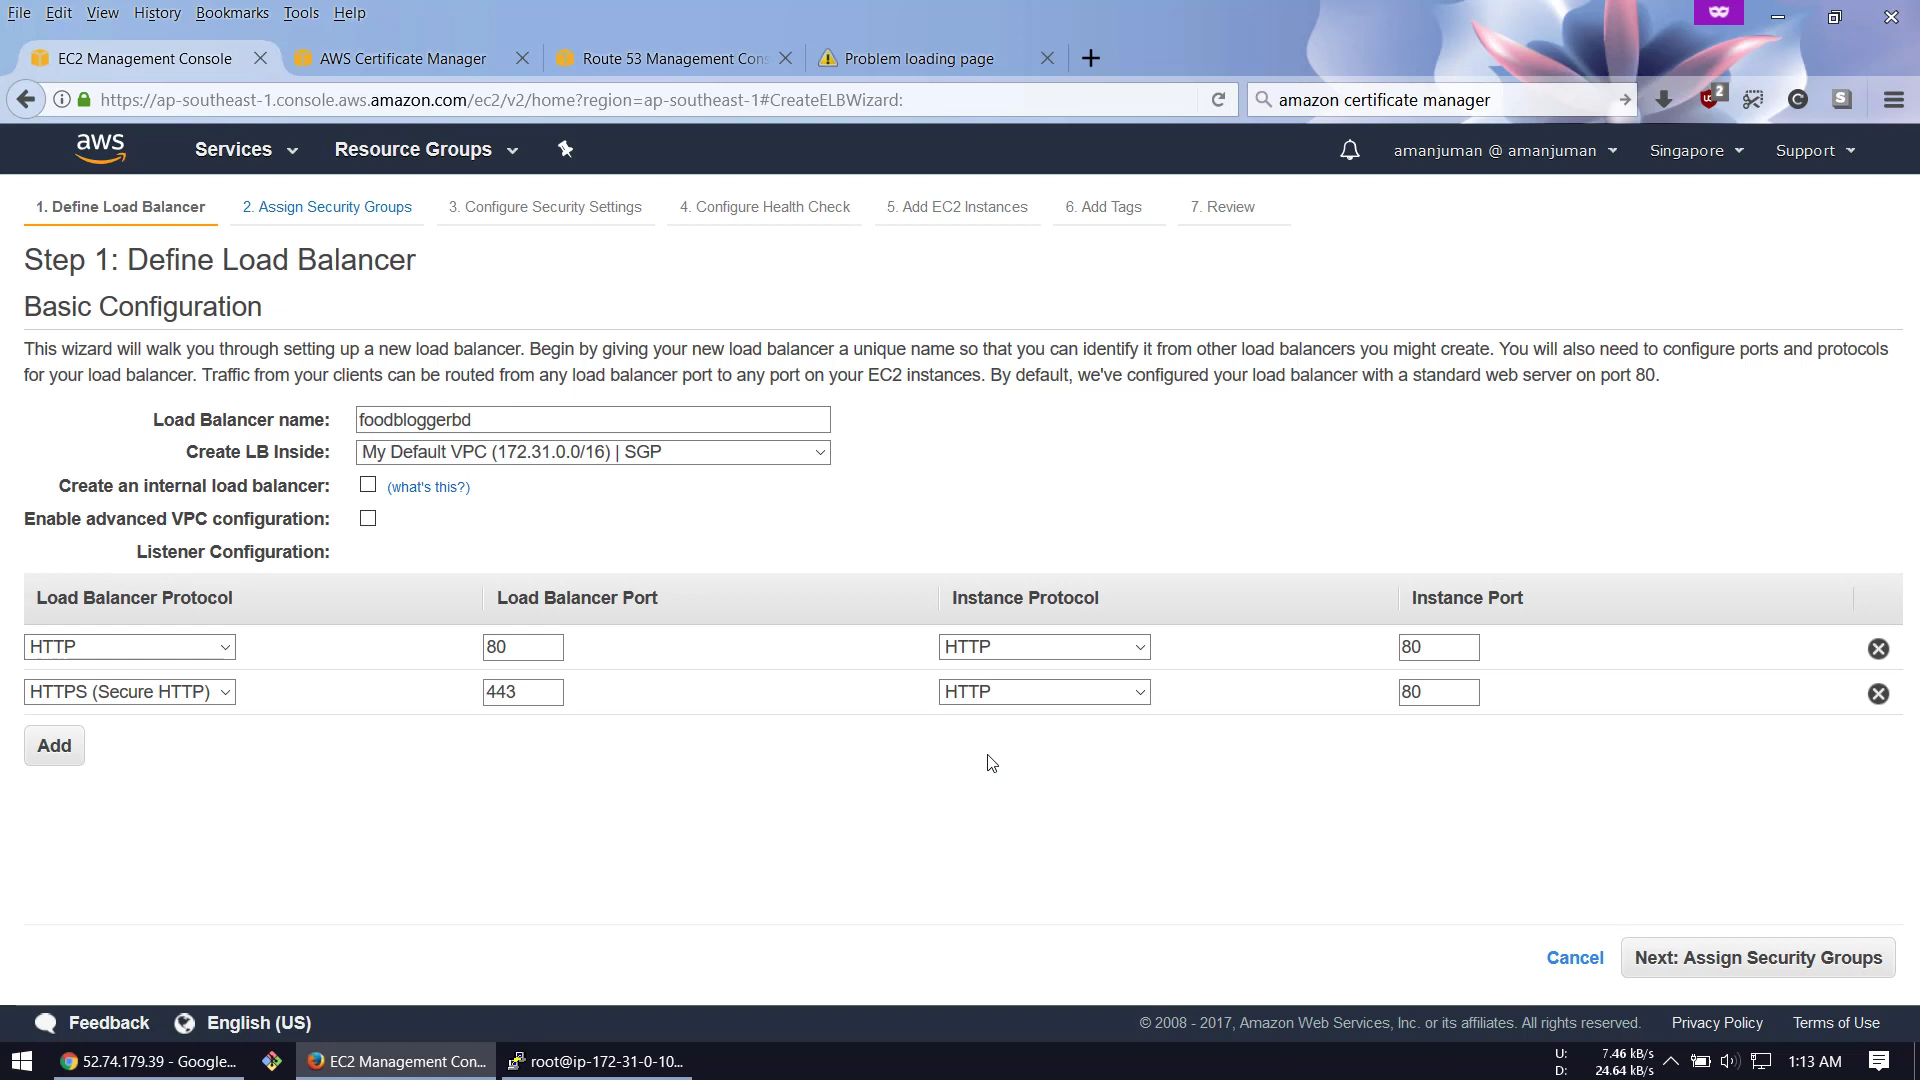 File Edit View History Bookmarks Tools Help
EC2 Management Console
AWS Certificate Manager
Route 53 Management Con
Problem loading page
https://ap-southeast-1.console.aws.amazon.com/ec2/v2/home?region=ap-southeast-1#CreateELBWizard:
amazon certificate manager
2
C
S
aws
Services
Resource Groups
amanjuman @ amanjuman
Singapore
Support
1. Define Load Balancer
2. Assign Security Groups
3. Configure Security Settings
4. Configure Health Check
5. Add EC2 Instances
6. Add Tags
7. Review
Step 1: Define Load Balancer
Basic Configuration
This wizard will walk you through setting up a new load balancer. Begin by giving your new load balancer a unique name so that you can identify it from other load balancers you might create. You will also need to configure ports and protocols
for your load balancer. Traffic from your clients can be routed from any load balancer port to any port on your EC2 instances. By default, we've configured your load balancer with a standard web server on port 80.
Load Balancer name: foodbloggerbd
Create LB Inside: My Default VPC (172.31.0.0/16) | SGP
Create an internal load balancer: (what's this?)
Enable advanced VPC configuration:
Listener Configuration:
Load Balancer Protocol Load Balancer Port Instance Protocol Instance Port
HTTP 80 HTTP 80
HTTPS (Secure HTTP) 443 HTTP 80
Add
Cancel Next: Assign Security Groups
Feedback English (US)
© 2008 - 2017, Amazon Web Services, Inc. or its affiliates. All rights reserved. Privacy Policy Terms of Use
52.74.179.39 - Google...
EC2 Management Con...
root@ip-172-31-0-10...
U: 7.46 kB/s
D: 24.64 kB/s
1:13 AM